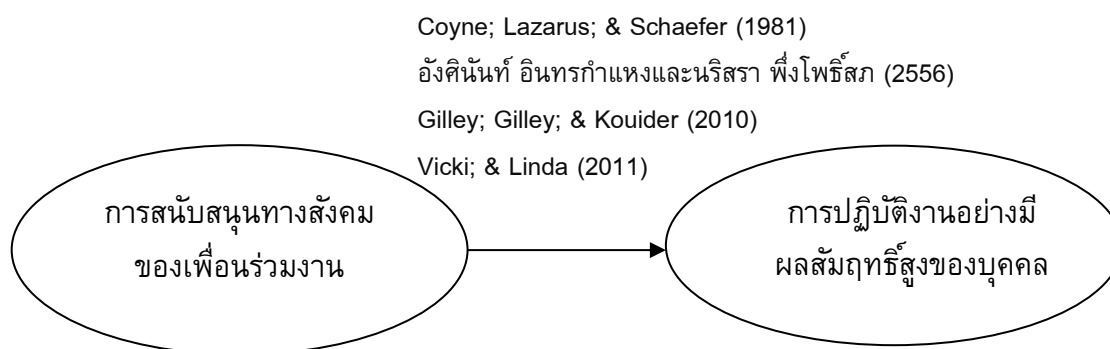 Coyne; Lazarus; & Schaefer (1981)
อังศินันท์ อินทรกำแหงและนริสรา พึ่งโพธิ์สภ (2556)
Gilley; Gilley; & Kouider (2010)
Vicki; & Linda (2011)
การสนับสนุนทางสังคม
ของเพื่อนร่วมงาน
การปฏิบัติงานอย่างมี
ผลสัมฤทธิ์สูงของบุคคล